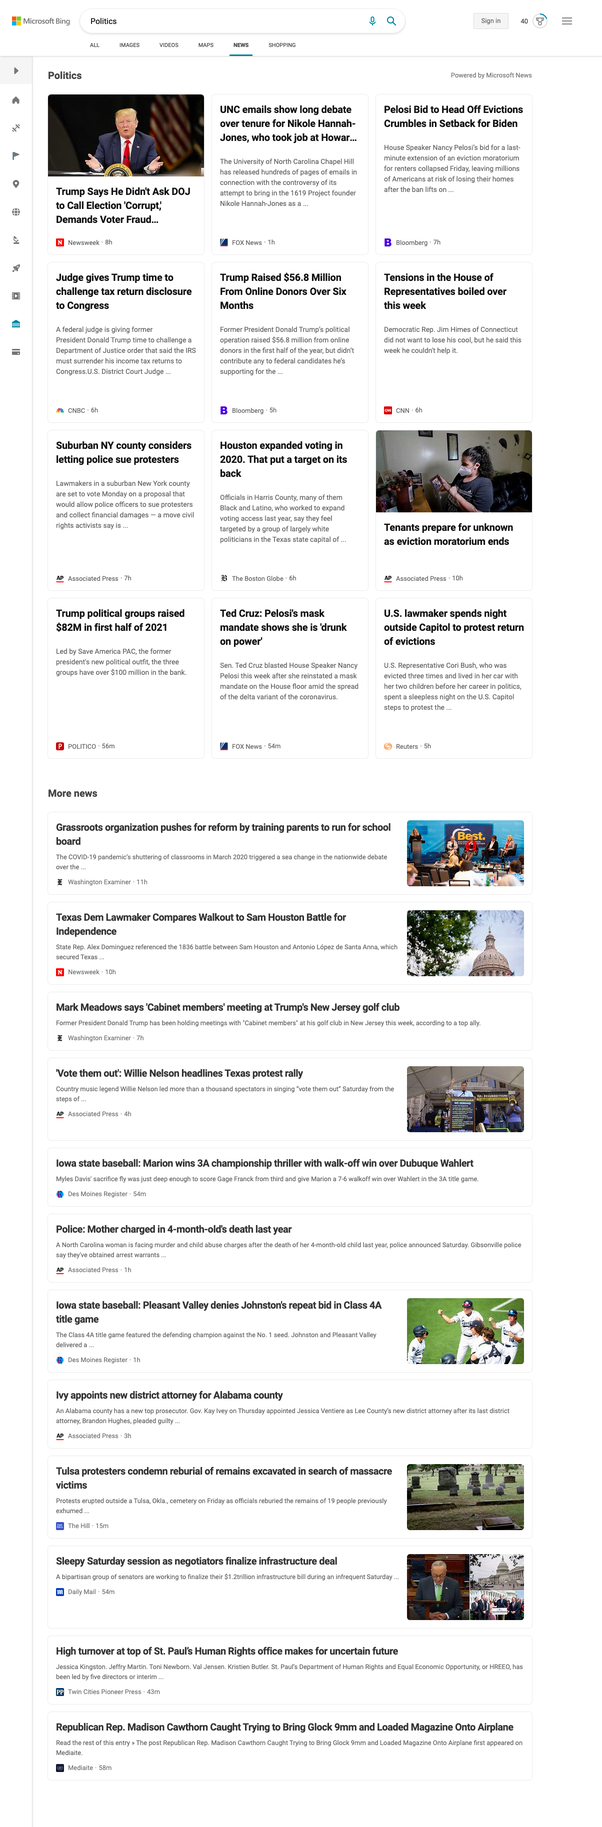 Microsoft Bing
Politics
Sign in
40
ALL
IMAGES
VIDEOS
MAPS
NEWS
SHOPPING
Politics
Powered by Microsoft News
Trump Says He Didn't Ask DOJ
to Call Election 'Corrupt,'
Demands Voter Fraud...
Newsweek · 8h
UNC emails show long debate
over tenure for Nikole Hannah-
Jones, who took job at Howar...
The University of North Carolina Chapel Hill
has released hundreds of pages of emails in
connection with the controversy of its
attempt to bring in the 1619 Project founder
Nikole Hannah-Jones as a ...
FOX News · 1h
Pelosi Bid to Head Off Evictions
Crumbles in Setback for Biden
House Speaker Nancy Pelosi's bid for a last-
minute extension of an eviction moratorium
for renters collapsed Friday, leaving millions
of Americans at risk of losing their homes
after the ban lifts on ...
Bloomberg · 7h
Judge gives Trump time to
challenge tax return disclosure
to Congress
A federal judge is giving former
President Donald Trump time to challenge a
Department of Justice order that said the IRS
must surrender his income tax returns to
Congress.U.S. District Court Judge ...
CNBC · 6h
Trump Raised $56.8 Million
From Online Donors Over Six
Months
Former President Donald Trump's political
operation raised $56.8 million from online
donors in the first half of the year, but didn't
contribute any to federal candidates he's
supporting for the ...
Bloomberg · 5h
Tensions in the House of
Representatives boiled over
this week
Democratic Rep. Jim Himes of Connecticut
did not want to lose his cool, but he said this
week he couldn't help it.
CNN · 6h
Suburban NY county considers
letting police sue protesters
Lawmakers in a suburban New York county
are set to vote Monday on a proposal that
would allow police officers to sue protesters
and collect financial damages — a move civil
rights activists say is ...
AP Associated Press · 7h
Houston expanded voting in
2020. That put a target on its
back
Officials in Harris County, many of them
Black and Latino, who worked to expand
voting access last year, say they feel
targeted by a group of largely white
politicians in the Texas state capital of ...
The Boston Globe · 6h
Tenants prepare for unknown
as eviction moratorium ends
AP Associated Press · 10h
Trump political groups raised
$82M in first half of 2021
Led by Save America PAC, the former
president's new political outfit, the three
groups have over $100 million in the bank.
POLITICO · 56m
Ted Cruz: Pelosi's mask
mandate shows she is 'drunk
on power'
Sen. Ted Cruz blasted House Speaker Nancy
Pelosi this week after she reinstated a mask
mandate on the House floor amid the spread
of the delta variant of the coronavirus.
FOX News · 54m
U.S. lawmaker spends night
outside Capitol to protest return
of evictions
U.S. Representative Cori Bush, who was
evicted three times and lived in her car with
her two children before her career in politics,
spent a sleepless night on the U.S. Capitol
steps to protest the ...
Reuters · 5h
More news
Grassroots organization pushes for reform by training parents to run for school
board
The COVID-19 pandemic's shuttering of classrooms in March 2020 triggered a sea change in the nationwide debate
over the ...
Washington Examiner · 11h
Best.
Texas Dem Lawmaker Compares Walkout to Sam Houston Battle for
Independence
State Rep. Alex Dominguez referenced the 1836 battle between Sam Houston and Antonio López de Santa Anna, which
secured Texas ...
Newsweek · 10h
Mark Meadows says 'Cabinet members' meeting at Trump's New Jersey golf club
Former President Donald Trump has been holding meetings with "Cabinet members" at his golf club in New Jersey this week, according to a top ally.
Washington Examiner · 7h
'Vote them out': Willie Nelson headlines Texas protest rally
Country music legend Willie Nelson led more than a thousand spectators in singing "vote them out" Saturday from the
steps of ...
AP Associated Press · 4h
Iowa state baseball: Marion wins 3A championship thriller with walk-off win over Dubuque Wahlert
Myles Davis' sacrifice fly was just deep enough to score Gage Franck from third and give Marion a 7-6 walkoff win over Wahlert in the 3A title game.
Des Moines Register · 54m
Police: Mother charged in 4-month-old's death last year
A North Carolina woman is facing murder and child abuse charges after the death of her 4-month-old child last year, police announced Saturday. Gibsonville police
say they've obtained arrest warrants ...
AP Associated Press · 1h
Iowa state baseball: Pleasant Valley denies Johnston's repeat bid in Class 4A
title game
The Class 4A title game featured the defending champion against the No. 1 seed. Johnston and Pleasant Valley
delivered a ...
Des Moines Register · 1h
Ivy appoints new district attorney for Alabama county
An Alabama county has a new top prosecutor. Gov. Kay Ivey on Thursday appointed Jessica Ventiere as Lee County's new district attorney after its last district
attorney, Brandon Hughes, pleaded guilty ...
AP Associated Press · 3h
Tulsa protesters condemn reburial of remains excavated in search of massacre
victims
Protests erupted outside a Tulsa, Okla., cemetery on Friday as officials reburied the remains of 19 people previously
exhumed ...
The Hill · 15m
Sleepy Saturday session as negotiators finalize infrastructure deal
A bipartisan group of senators are working to finalize their $1.2trillion infrastructure bill during an infrequent Saturday ...
Daily Mail · 54m
High turnover at top of St. Paul's Human Rights office makes for uncertain future
Jessica Kingston. Jeffry Martin. Toni Newborn. Val Jensen. Kristien Butler. St. Paul's Department of Human Rights and Equal Economic Opportunity, or HREEO, has
been led by five directors or interim ...
Twin Cities Pioneer Press · 43m
Republican Rep. Madison Cawthorn Caught Trying to Bring Glock 9mm and Loaded Magazine Onto Airplane
Read the rest of this entry » The post Republican Rep. Madison Cawthorn Caught Trying to Bring Glock 9mm and Loaded Magazine Onto Airplane first appeared on
Mediaite.
Mediaite · 58m